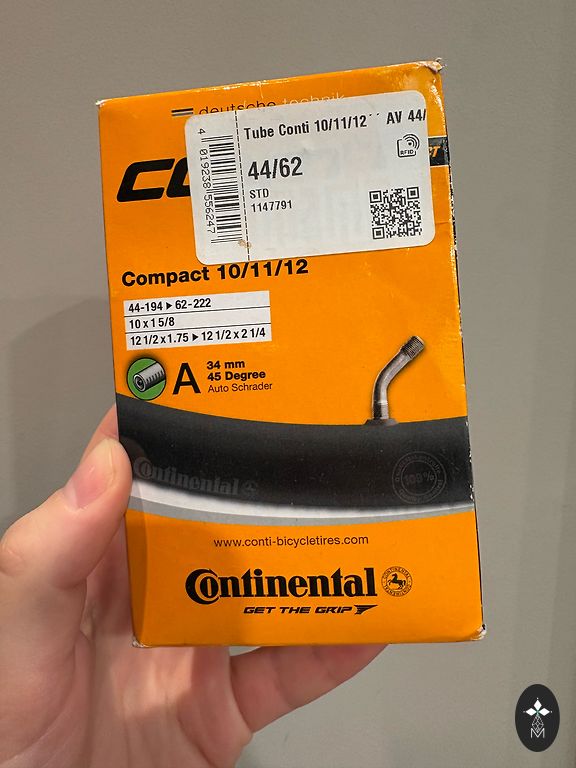 deutsche technik
Tube Conti 10/11/12´´ AV 44/
RFID
44/62
STD
1147791
4 019238 556247
Compact 10/11/12
44-194 ▸ 62-222
10 x 1 5/8
12 1/2 x 1.75 ▸ 12 1/2 x 2 1/4
A
34 mm
45 Degree
Auto Schrader
Continental
100%
www.conti-bicycletires.com
Continental
GET THE GRIP
M